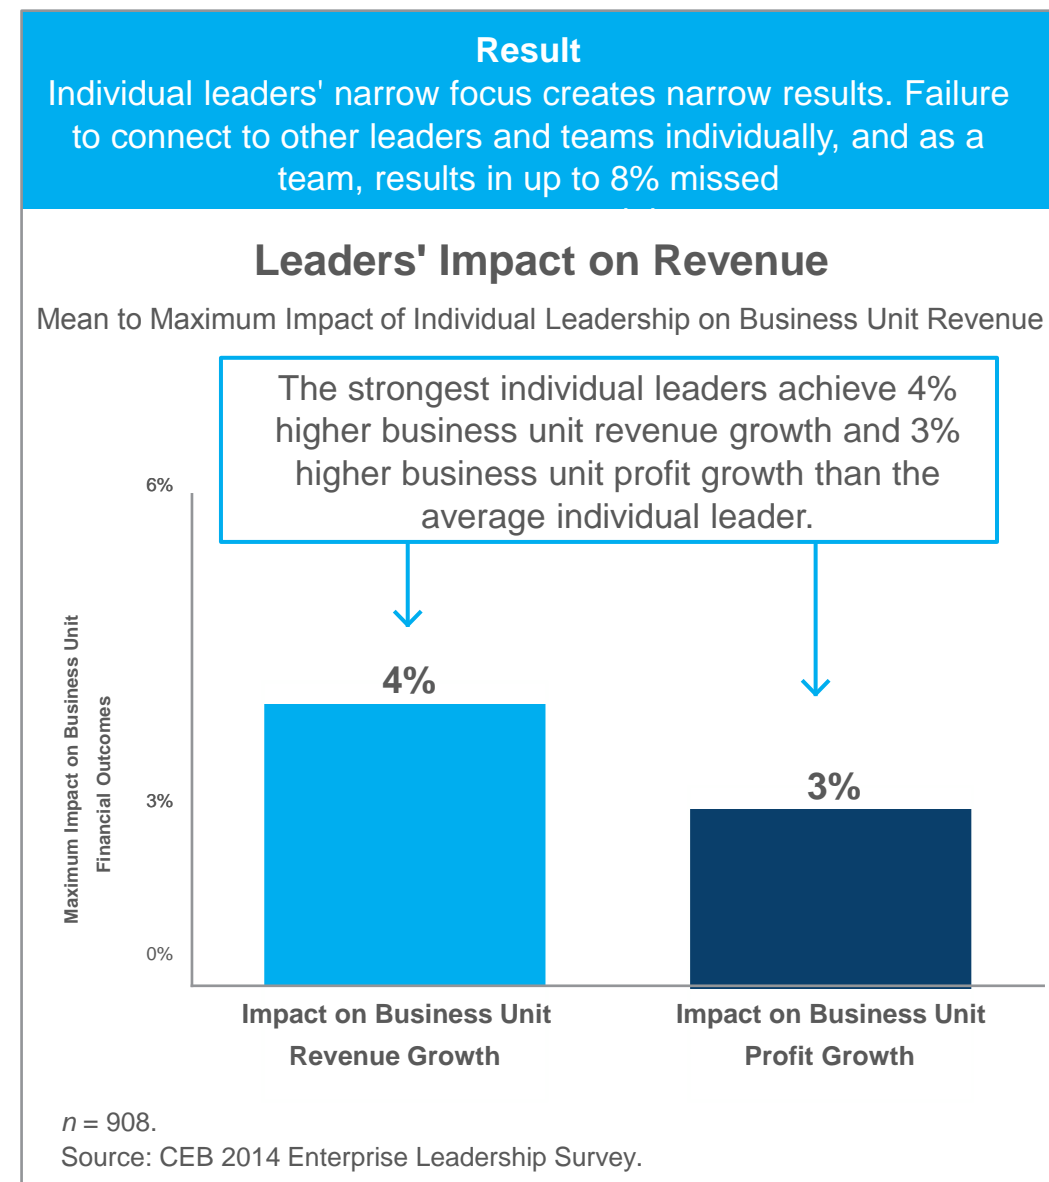 Result
Individual leaders' narrow focus creates narrow results. Failure
to connect to other leaders and teams individually, and as a
team, results in up to 8% missed
Leaders' Impact on Revenue
Mean to Maximum Impact of Individual Leadership on Business Unit Revenue
The strongest individual leaders achieve 4%
higher business unit revenue growth and 3%
higher business unit profit growth than the
average individual leader.
6%
4%
3%
3%
0%
Maximum Impact on Business Unit
Financial Outcomes
Impact on Business Unit
Revenue Growth
Impact on Business Unit
Profit Growth
n = 908.
Source: CEB 2014 Enterprise Leadership Survey.